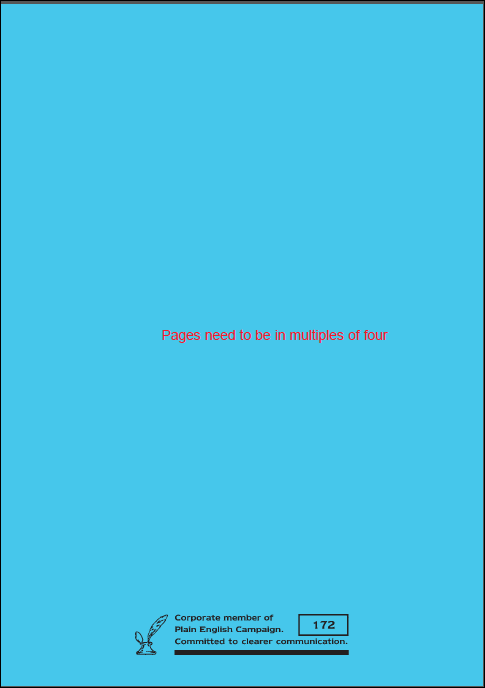 Pages need to be in multiples of four
Corporate member of
Plain English Campaign.
172
Committed to clearer communication.